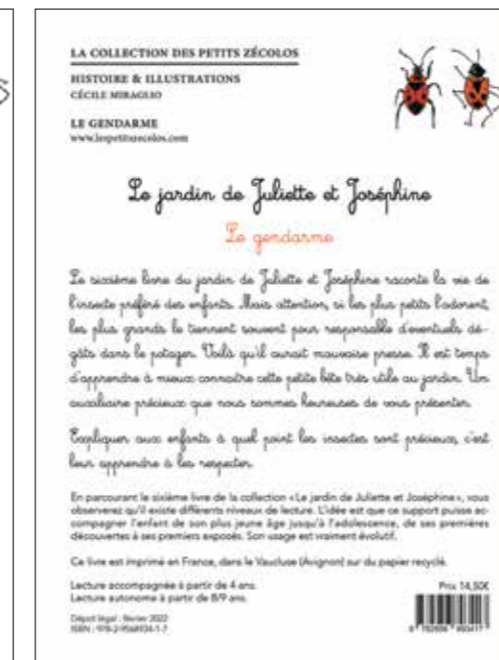 LA COLLECTION DES PETITS ZÉCOLOS
HISTOIRE & ILLUSTRATIONS
CÉCILE MIRAGLIO
LE GENDARME
www.lespetitszecolos.com
Le jardin de Juliette et Joséphine
Le gendarme
Le sixième livre du jardin de Juliette et Joséphine raconte la vie de
l'insecte préféré des enfants. Mais attention, si les plus petits l'adorent,
les plus grands le tiennent souvent pour responsable d'eventuels dé-
gâts dans le potager. Voilà qu'il aurait mauvaise presse. Il est temps
d'apprendre à mieux connaître cette petite bête très utile au jardin. Un
auxiliaire précieux que nous sommes heureuses de vous présenter.
Expliquer aux enfants à quel point les insectes sont précieux, c'est
leur apprendre à les respecter.
En parcourant le sixième livre de la collection «Le jardin de Juliette et Joséphine», vous
observerez qu'il existe différents niveaux de lecture. L'idée est que ce support puisse ac-
compagner l'enfant de son plus jeune âge jusqu'à l'adolescence, de ses premières
découvertes à ses premiers exposés. Son usage est vraiment évolutif.
Ce livre est imprimé en France, dans le Vaucluse (Avignon) sur du papier recyclé.
Lecture accompagnée à partir de 4 ans.
Lecture autonome à partir de 8/9 ans.
Prix 14,50€
Dépot légal : février 2022